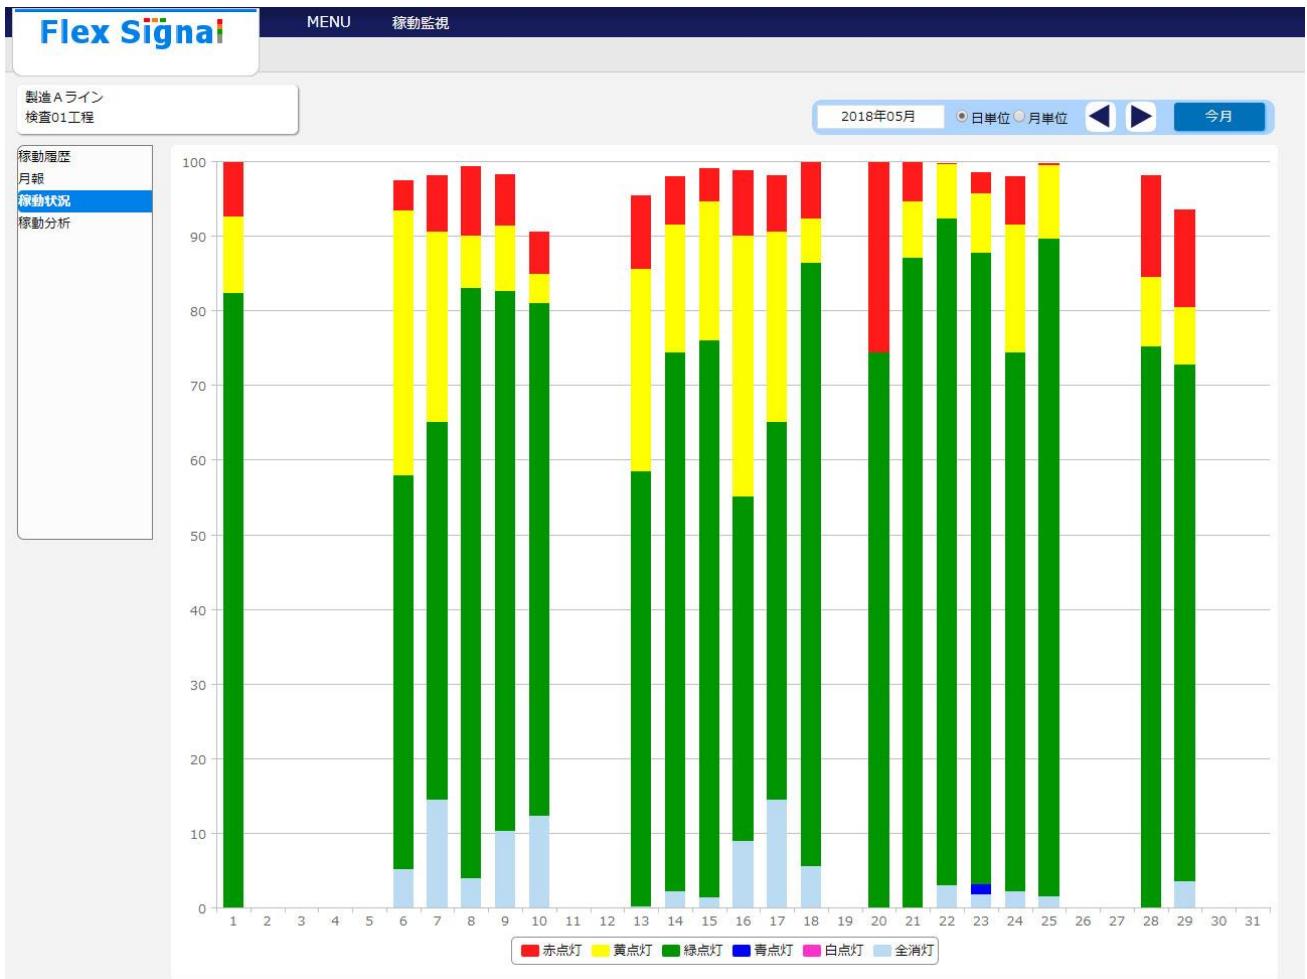 Flex Signal
MENU 稼動監視
製造Aライン
検査01工程
2018年05月 日単位 月単位 今月
稼動履歴
月報
稼動状況
稼動分析
100
90
80
70
60
50
40
30
20
10
0
1 2 3 4 5 6 7 8 9 10 11 12 13 14 15 16 17 18 19 20 21 22 23 24 25 26 27 28 29 30 31
赤点灯 黄点灯 緑点灯 青点灯 白点灯 全消灯